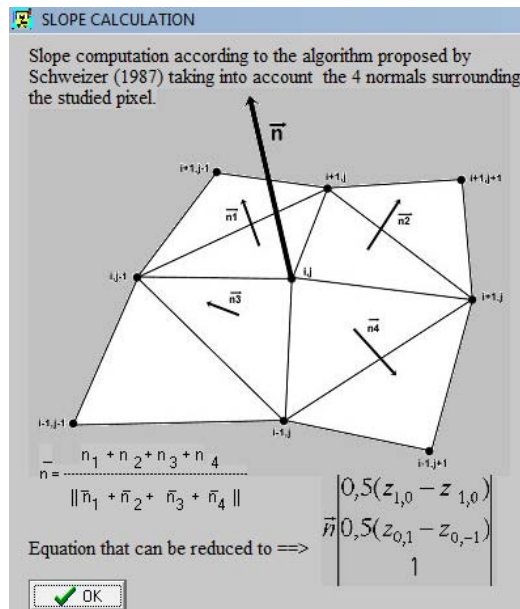 SLOPE CALCULATION
Slope computation according to the algorithm proposed by
Schweizer (1987) taking into account the 4 normals surrounding
the studied pixel.
n
i+1,j-1
i+1,j
i+1,j+1
n1
n2
i,j-1
i,j
i+1,j
n3
n4
i-1,j-1
i-1,j
i-1,j+1
n = n1 + n2 + n3 + n4
||n1 + n2 + n3 + n4||
0,5(z1,0 − z 1,0)
n 0,5(z0,1 − z0,−1)
1
Equation that can be reduced to ==>
OK